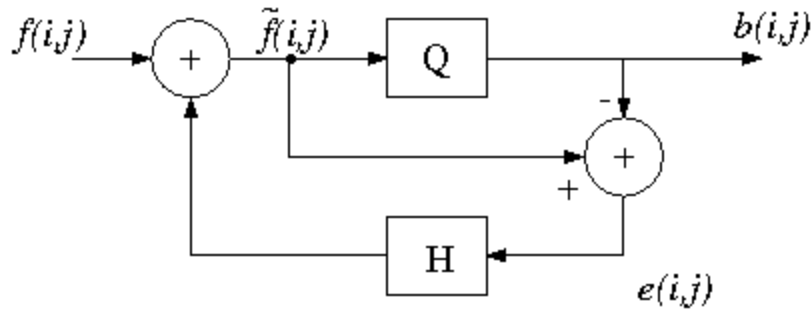 f(i,j)
+
f̃(i,j)
Q
b(i,j)
-
+
+
H
e(i,j)